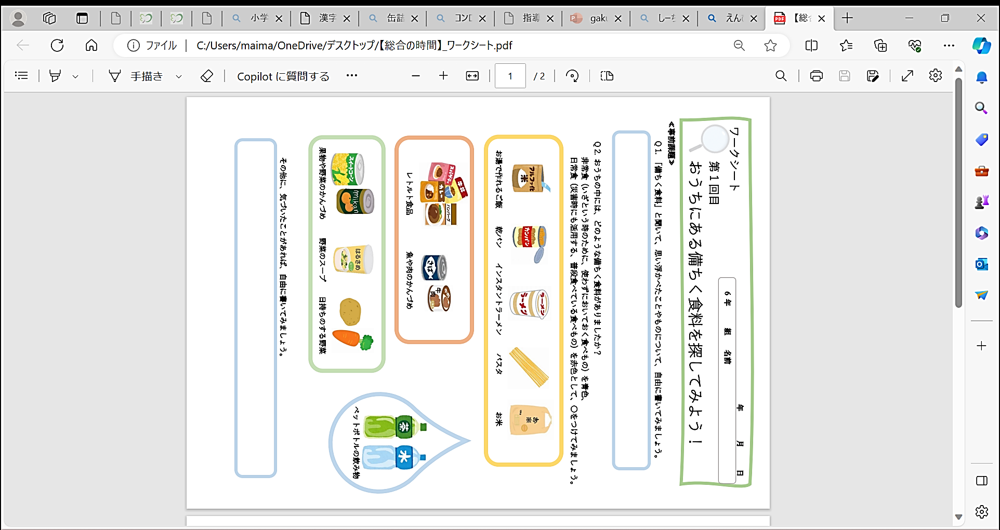 小学
漢字
缶詰
指導
gaku
しーち
【総合
ファイル
C:/Users/maima/OneDrive/デスクトップ/【総合の時間】_ワークシート.pdf
手描き
Copilot に質問する
1
/ 2
ワークシート
年 月 日
第１回目
6年 組 名前
おうちにある備ちく食料を探してみよう！
≪事前課題≫
Q1. 「備ちく食料」と聞いて、思い浮かべたことやものについて、自由に書いてみましょう。
Q2. おうちの中には、どのような備ちく食料がありましたか？
非常食（いざという時のために、使わずにおいておく食べもの）を青色、
日常食（災害時にも活用する、普段食べている食べもの）を赤色として、〇をつけてみましょう。
アルファ化
米
カンパン
ラーメン
ラーメン
お米
お湯で作れるご飯
乾パン
インスタントラーメン
パスタ
お米
カレー
ハンバーグ
さば
牛肉
レトルト食品
魚や肉のかんづめ
スイートコーン
mikan
はるさめ
果物や野菜のかんづめ
野菜のスープ
日持ちのする野菜
茶
水
ペットボトルの飲み物
その他に、気づいたことがあれば、自由に書いてみましょう。